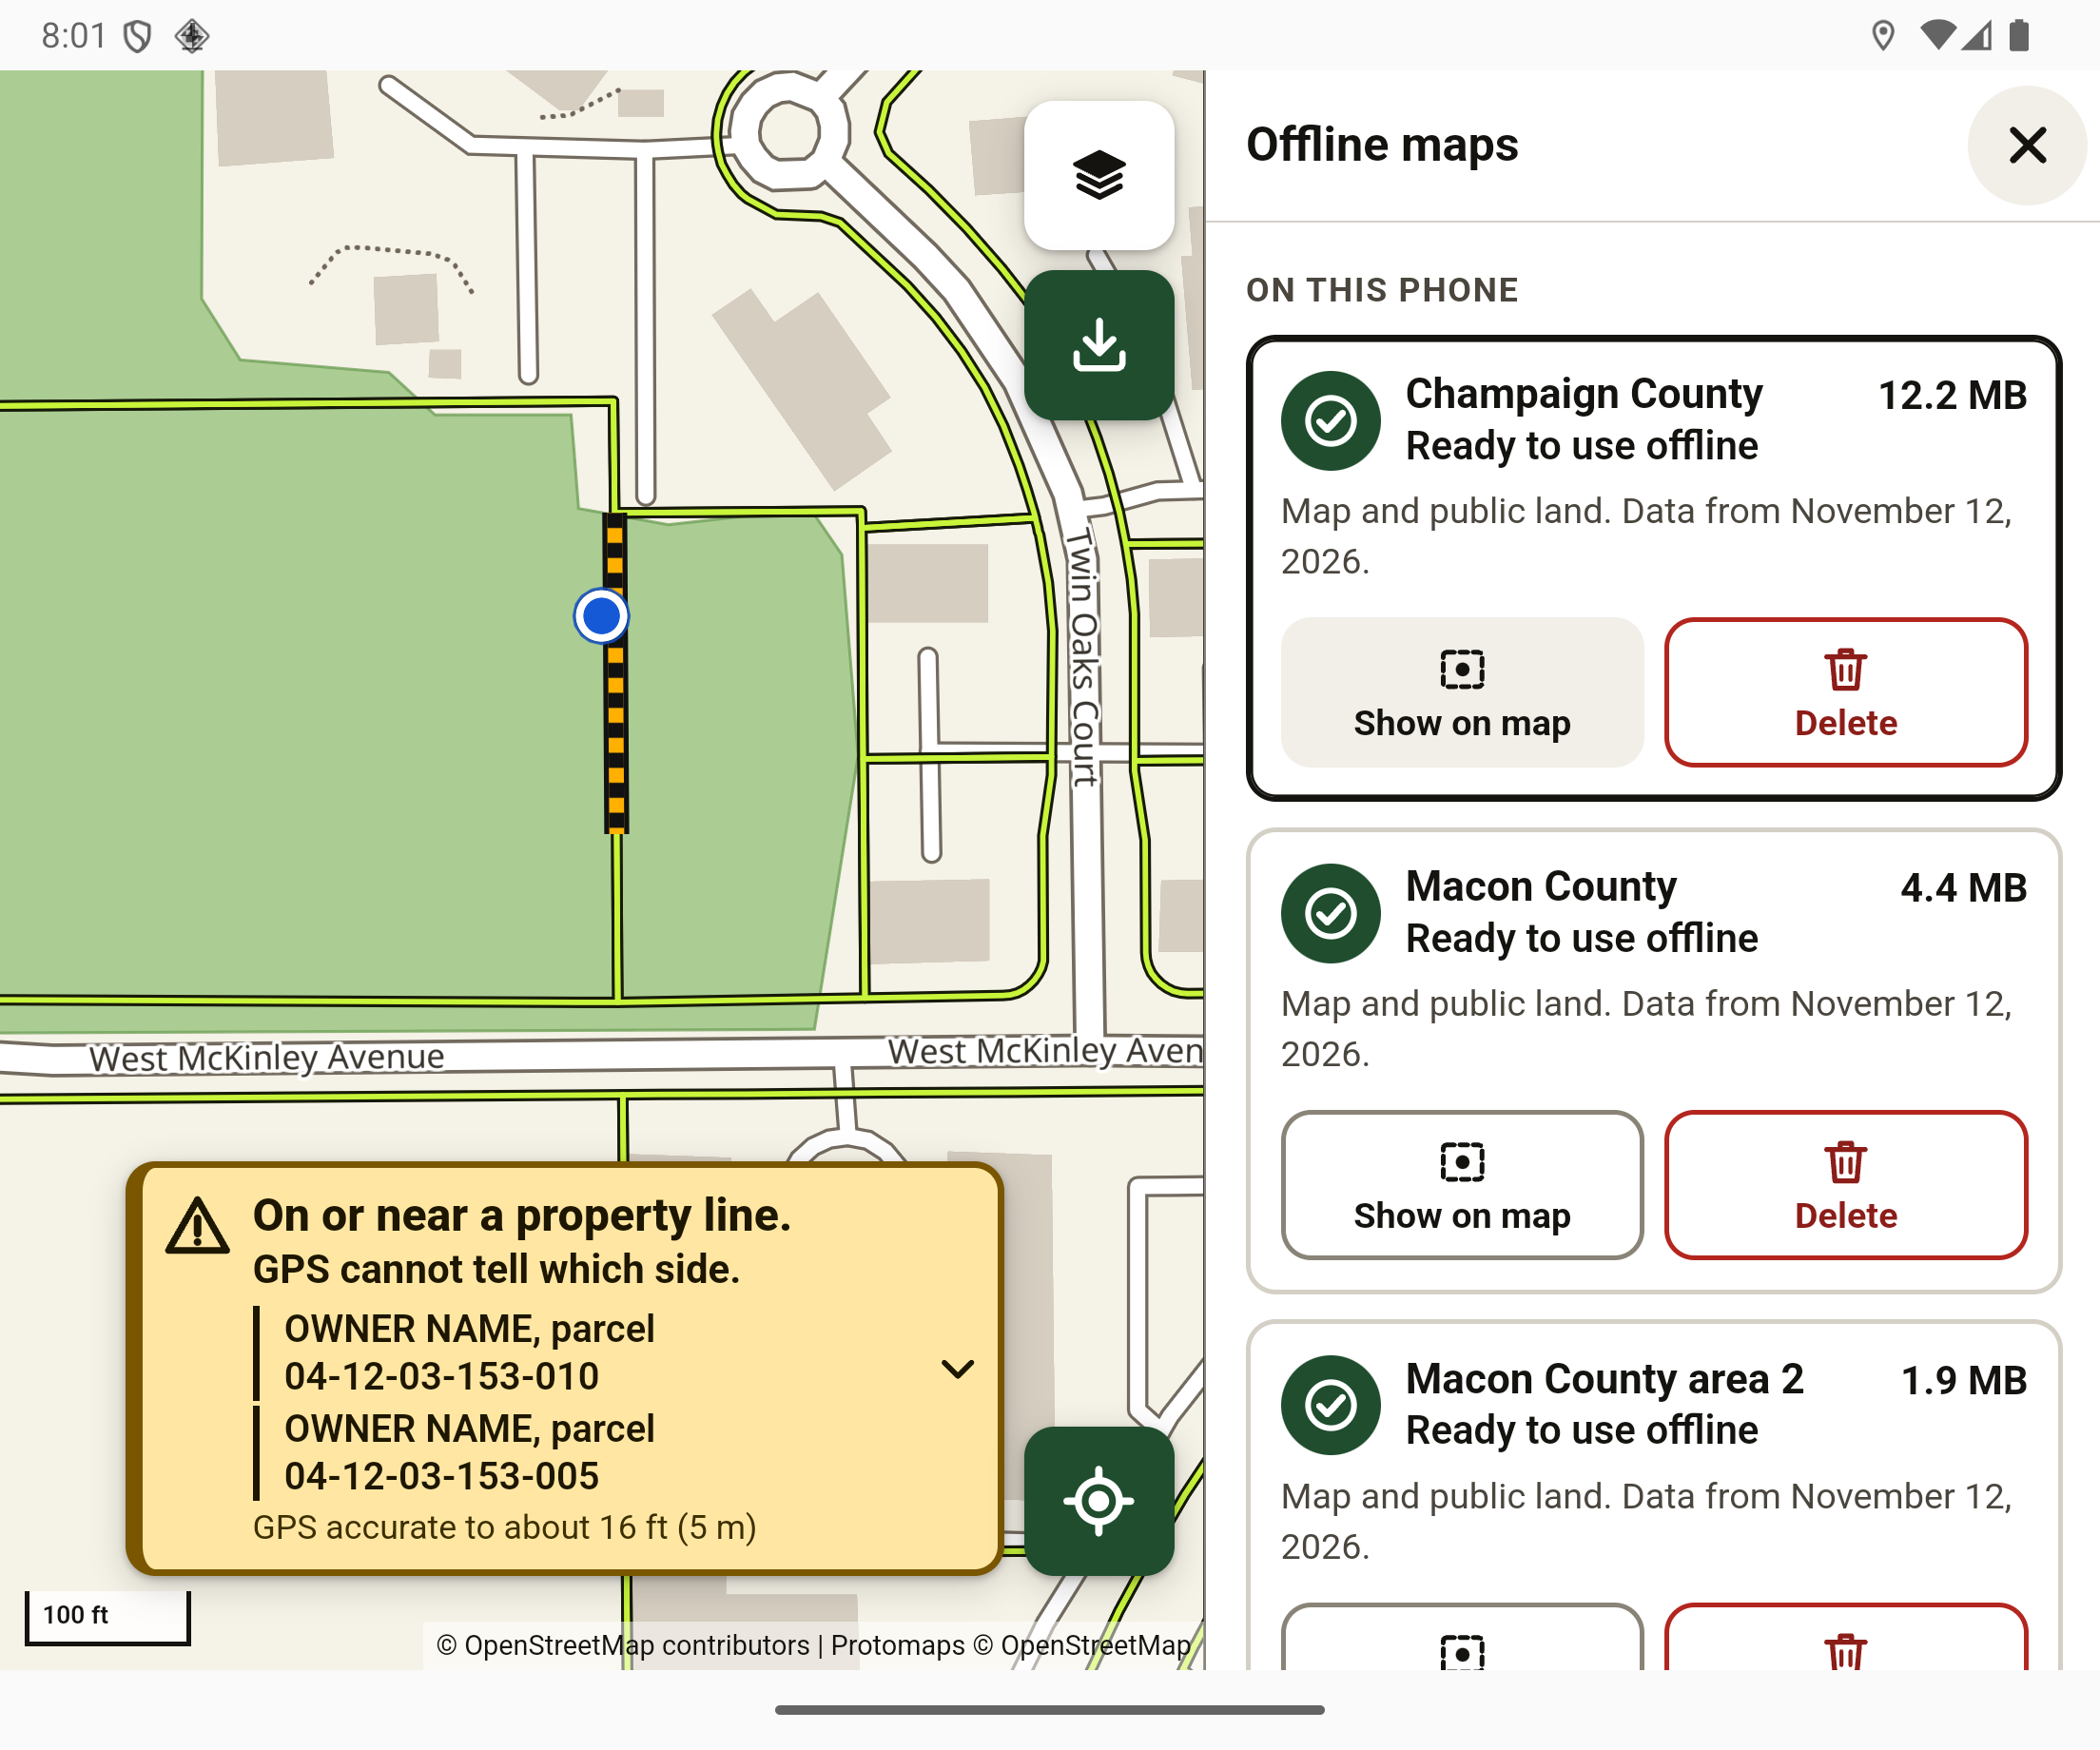 8:01
Offline maps
ON THIS PHONE
Champaign County
12.2 MB
Ready to use offline
Map and public land. Data from November 12,
2026.
Show on map
Delete
Macon County
4.4 MB
Ready to use offline
Map and public land. Data from November 12,
2026.
Show on map
Delete
Macon County area 2
1.9 MB
Ready to use offline
Map and public land. Data from November 12,
2026.
Twin Oaks Court
West McKinley Avenue
West McKinley Aven
On or near a property line.
GPS cannot tell which side.
OWNER NAME, parcel
04-12-03-153-010
OWNER NAME, parcel
04-12-03-153-005
GPS accurate to about 16 ft (5 m)
100 ft
© OpenStreetMap contributors | Protomaps © OpenStreetMap